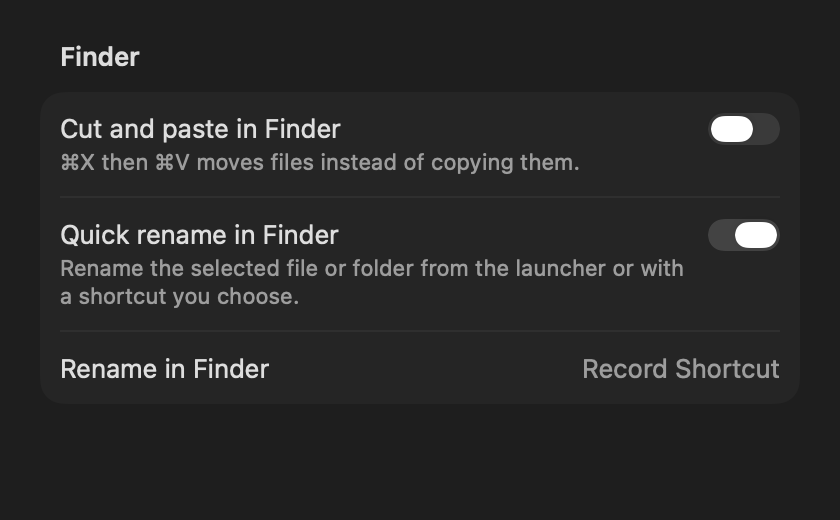 Finder
Cut and paste in Finder
⌘X then ⌘V moves files instead of copying them.
Quick rename in Finder
Rename the selected file or folder from the launcher or with
a shortcut you choose.
Rename in Finder
Record Shortcut